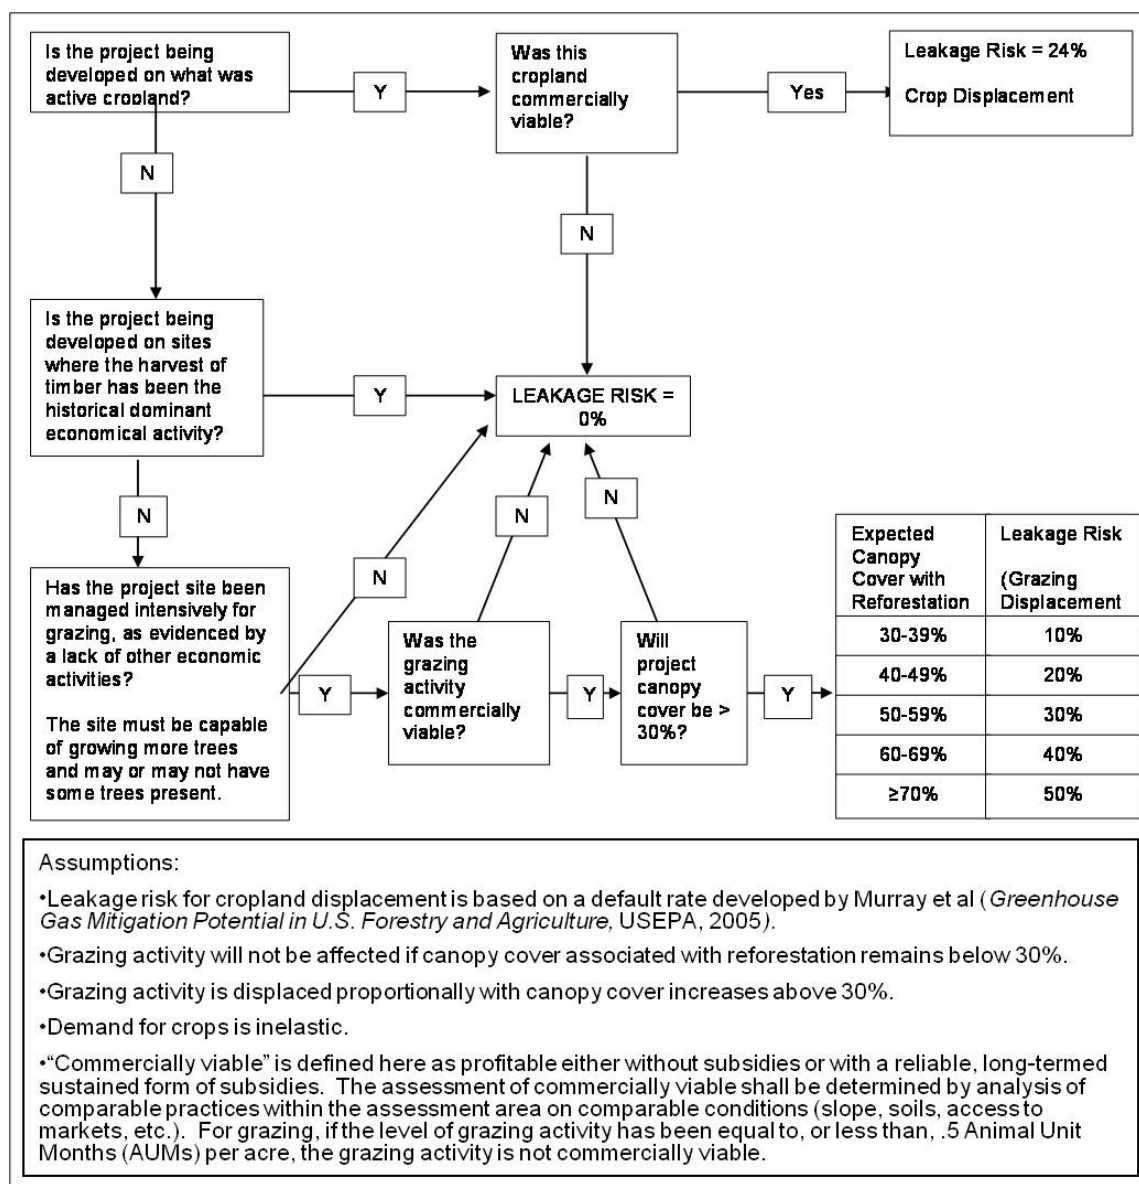 Is the project being
developed on what was
active cropland?
Y
Was this
cropland
commercially
viable?
Yes
Leakage Risk = 24%
Crop Displacement
N
N
Is the project being
developed on sites
where the harvest of
timber has been the
historical dominant
economical activity?
Y
LEAKAGE RISK =
0%
N
N
N
N
Has the project site been
managed intensively for
grazing, as evidenced by
a lack of other economic
activities?
The site must be capable
of growing more trees
and may or may not have
some trees present.
Y
Was the
grazing
activity
commercially
viable?
Y
Will
project
canopy
cover be >
30%?
Y
Expected
Canopy
Cover with
Reforestation
Leakage Risk
(Grazing
Displacement
30-39% 10%
40-49% 20%
50-59% 30%
60-69% 40%
≥70% 50%
Assumptions:
•Leakage risk for cropland displacement is based on a default rate developed by Murray et al (Greenhouse
Gas Mitigation Potential in U.S. Forestry and Agriculture, USEPA, 2005).
•Grazing activity will not be affected if canopy cover associated with reforestation remains below 30%.
•Grazing activity is displaced proportionally with canopy cover increases above 30%.
•Demand for crops is inelastic.
•“Commercially viable” is defined here as profitable either without subsidies or with a reliable, long-termed
sustained form of subsidies. The assessment of commercially viable shall be determined by analysis of
comparable practices within the assessment area on comparable conditions (slope, soils, access to
markets, etc.). For grazing, if the level of grazing activity has been equal to, or less than, .5 Animal Unit
Months (AUMs) per acre, the grazing activity is not commercially viable.